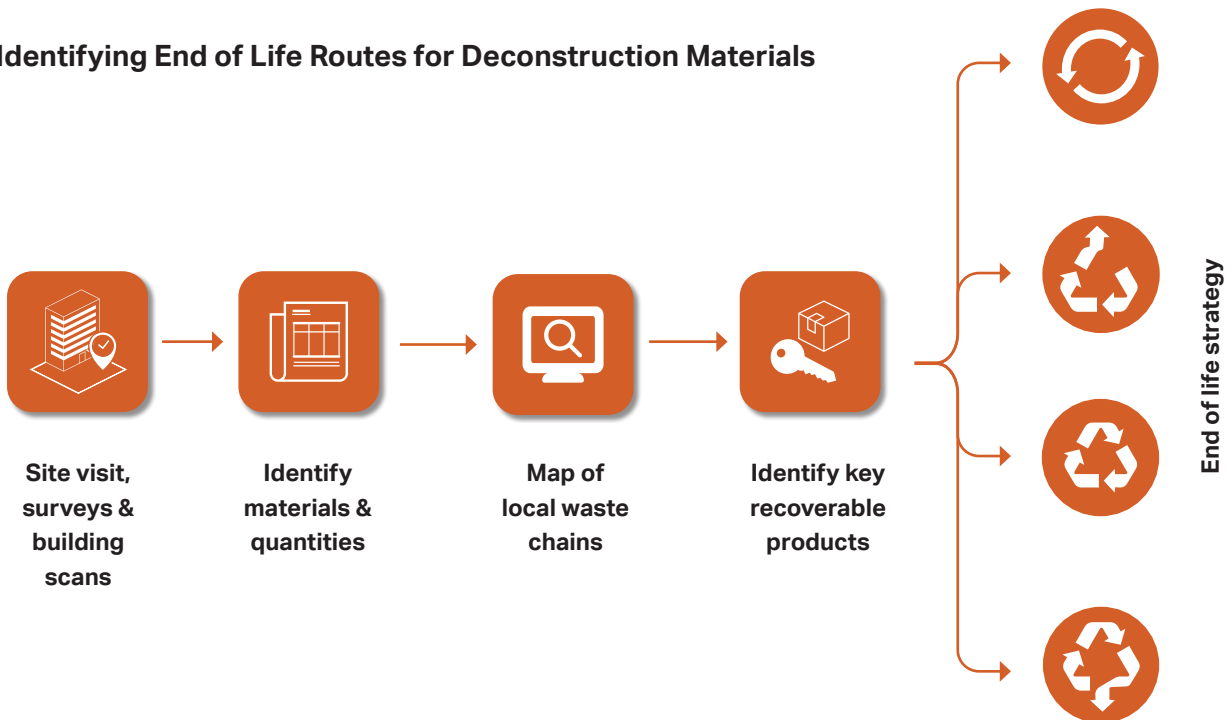 Identifying End of Life Routes for Deconstruction Materials
Site visit,
surveys &
building
scans
Identify
materials &
quantities
Map of
local waste
chains
Identify key
recoverable
products
End of life strategy